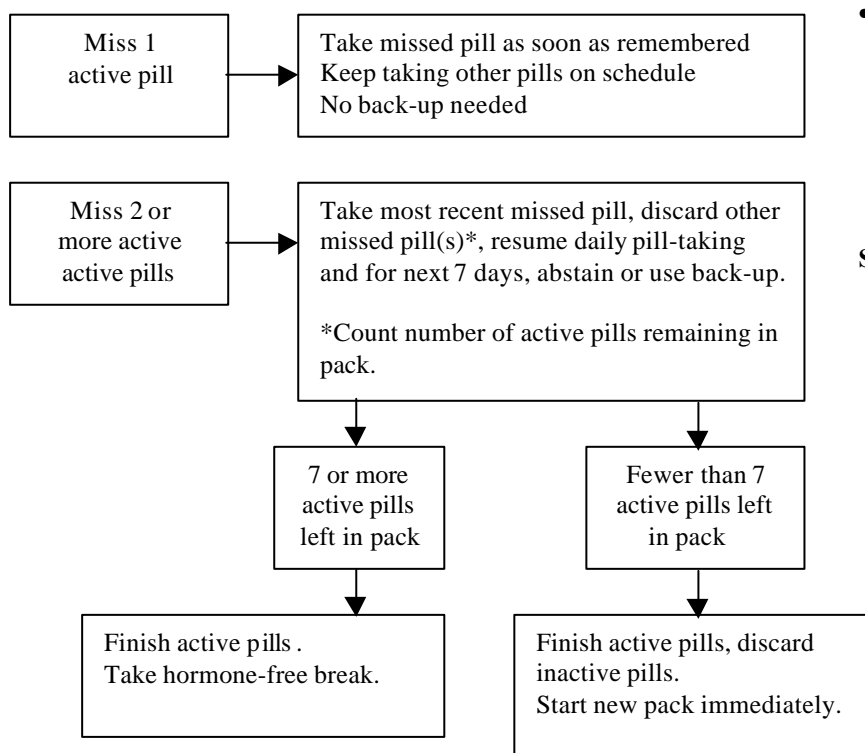 Miss 1
active pill
Take missed pill as soon as remembered
Keep taking other pills on schedule
No back-up needed
•
Miss 2 or
more active
active pills
Take most recent missed pill, discard other
missed pill(s)*, resume daily pill-taking
and for next 7 days, abstain or use back-up.
*Count number of active pills remaining in
pack.
7 or more
active pills
left in pack
Fewer than 7
active pills left
in pack
Finish active pills.
Take hormone-free break.
Finish active pills, discard
inactive pills.
Start new pack immediately.